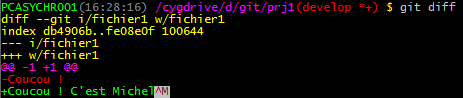 PCASYCHR001(16:28:16) /cygdrive/d/git/prj1(develop *+) $ git diff
diff --git i/fichier1 w/fichier1
index db4906b..fe08e0f 100644
--- i/fichier1
+++ w/fichier1
@@ -1 +1 @@
-Coucou !
+Coucou ! C'est Michel^M